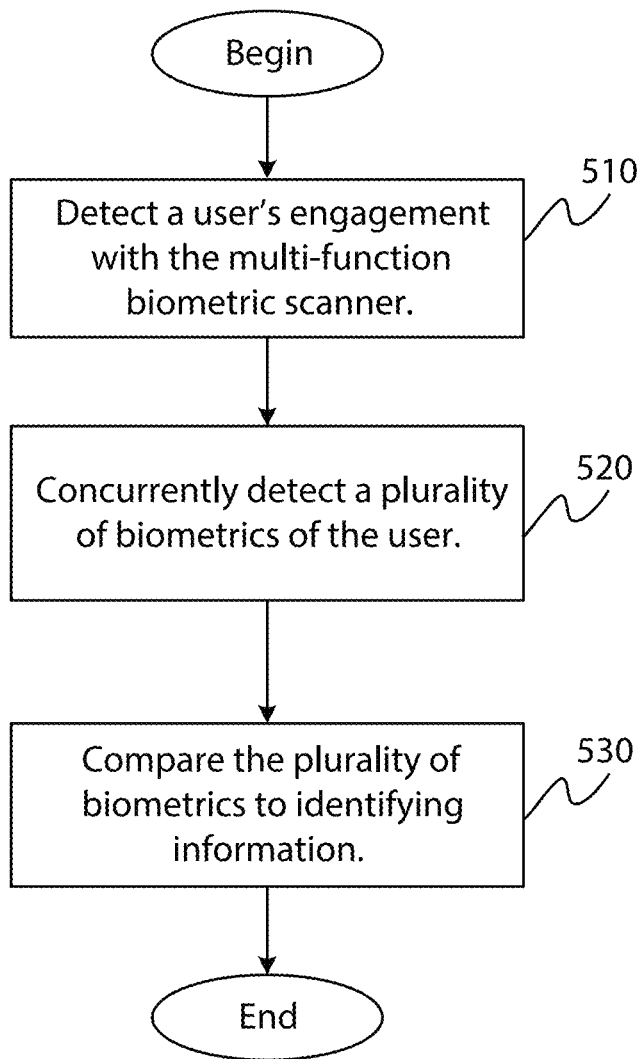 Begin
510
Detect a user's engagement
with the multi-function
biometric scanner.
520
Concurrently detect a plurality
of biometrics of the user.
530
Compare the plurality of
biometrics to identifying
information.
End